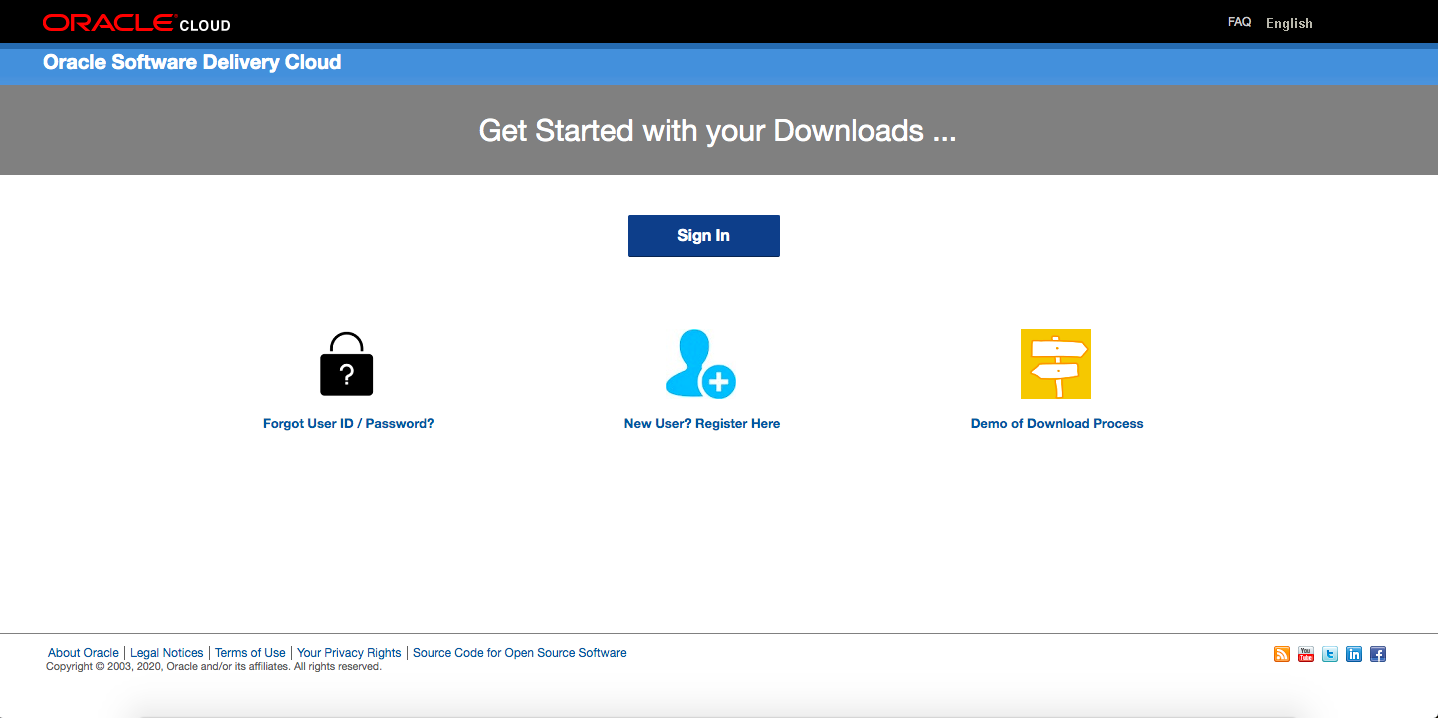 ORACLE CLOUD
FAQ English
Oracle Software Delivery Cloud
Get Started with your Downloads ...
Sign In
?
Forgot User ID / Password?
New User? Register Here
Demo of Download Process
About Oracle | Legal Notices | Terms of Use | Your Privacy Rights | Source Code for Open Source Software
Copyright © 2003, 2020, Oracle and/or its affiliates. All rights reserved.
You Tube
t
in
f